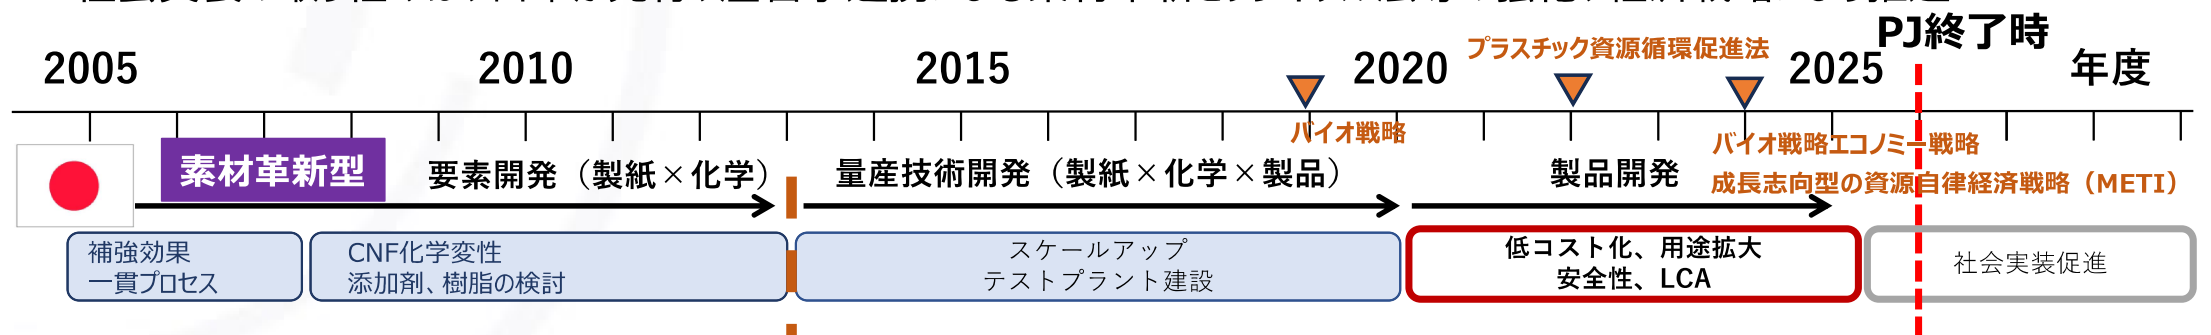 2005
2010
2015
2020
プラスチック資源循環促進法
2025
PJ終了時
年度
バイオ戦略
バイオ戦略エコノミー戦略
成長志向型の資源自律経済戦略（METI）
素材革新型
要素開発（製紙×化学）
量産技術開発（製紙×化学×製品）
製品開発
補強効果
一貫プロセス
CNF化学変性
添加剤、樹脂の検討
スケールアップ
テストプラント建設
低コスト化、用途拡大
安全性、LCA
社会実装促進